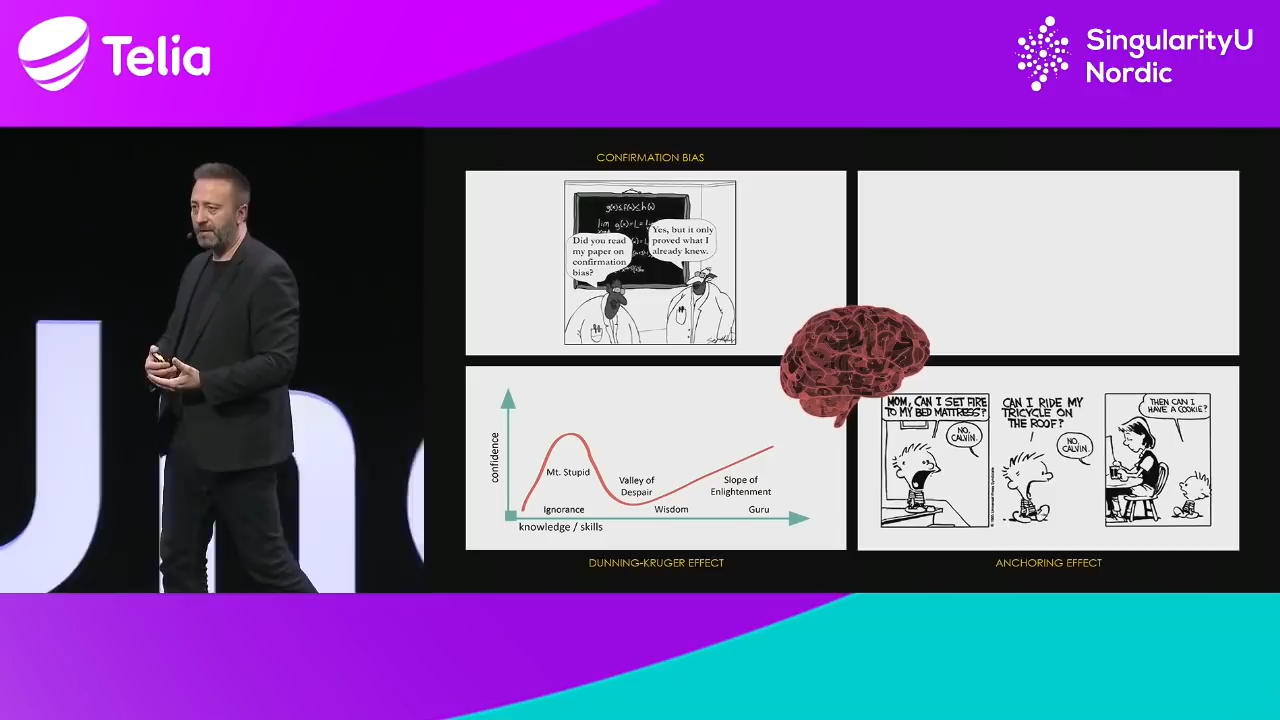 Telia
SingularityU
Nordic
CONFIRMATION BIAS
Did you read
my paper on
confirmation
bias?
Yes, but it only
proved what I
already knew.
confidence
Mt. Stupid
Valley of
Despair
Slope of
Enlightenment
Ignorance
Wisdom
Guru
knowledge / skills
DUNNING-KRUGER EFFECT
MOM, CAN I SET FIRE
TO MY BED MATTRESS?
NO,
CALVIN.
CAN I RIDE MY
TRICYCLE ON
THE ROOF?
NO,
CALVIN.
THEN CAN I
HAVE A COOKIE?
ANCHORING EFFECT